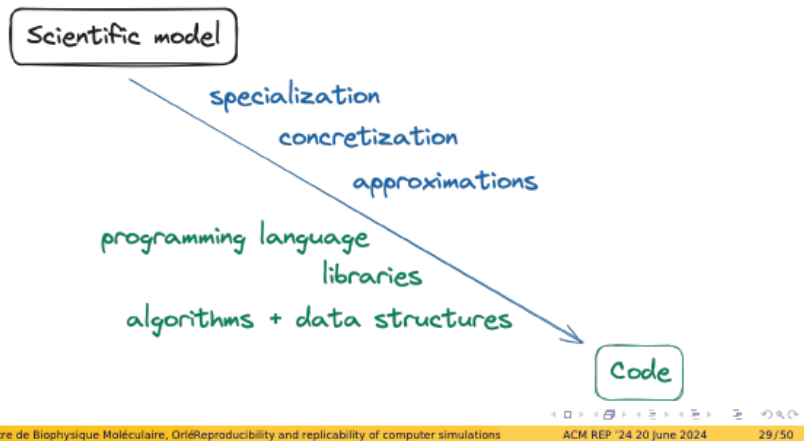 Scientific model
specialization
concretization
approximations
programming language
libraries
algorithms + data structures
Code
tre de Biophysique Moléculaire, OrléReproducibility and replicability of computer simulations ACM REP '24 20 June 2024 29/50